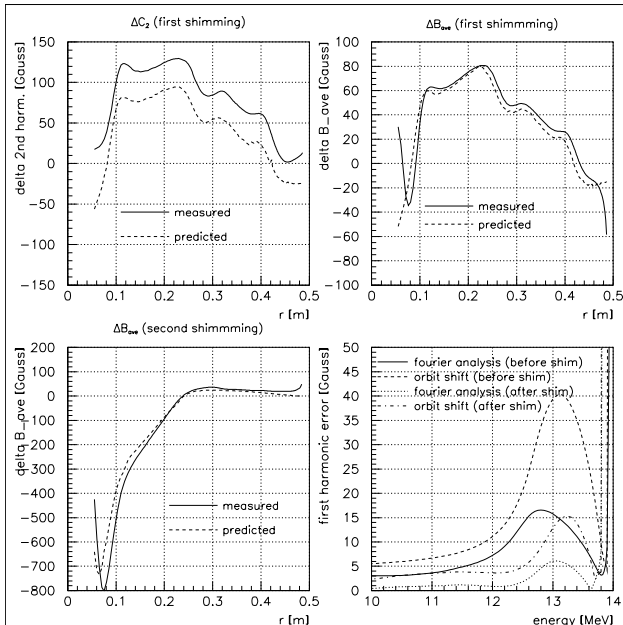 ΔC₂ (first shimming)
delta 2nd harm. [Gauss]
150
100
50
0
−50
−100
−150
measured
predicted
0 0.1 0.2 0.3 0.4 0.5
r [m]
ΔBave (first shimmming)
delta B_ave [Gauss]
100
80
60
40
20
0
−20
−40
−60
−80
−100
measured
predicted
0 0.1 0.2 0.3 0.4 0.5
r [m]
ΔBave (second shimmming)
delta B_ave [Gauss]
200
100
0
−100
−200
−300
−400
−500
−600
−700
−800
measured
predicted
0 0.1 0.2 0.3 0.4 0.5
r [m]
first harmonic error [Gauss]
50
45
40
35
30
25
20
15
10
5
0
fourier analysis (before shim)
orbit shift (before shim)
fourier analysis (after shim)
orbit shift (after shim)
10 11 12 13 14
energy [MeV]